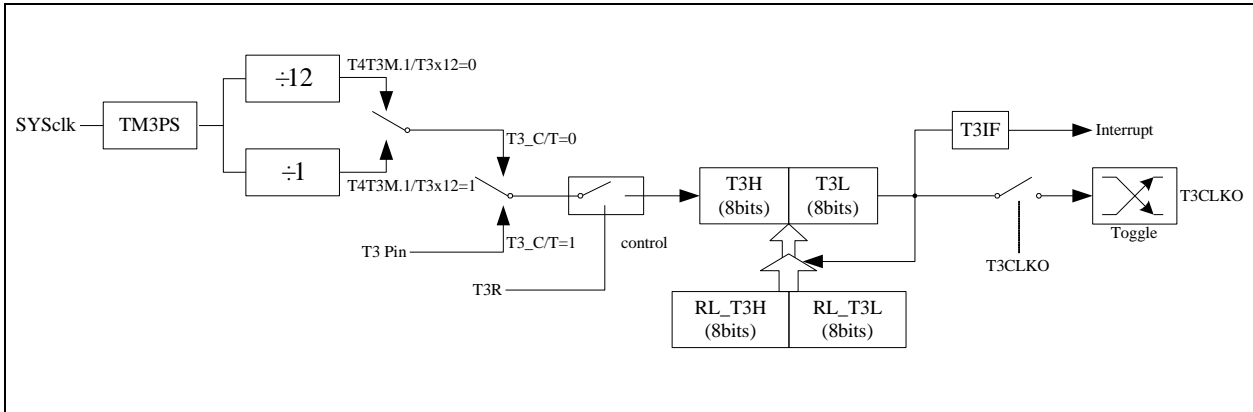 ÷12
T4T3M.1/T3x12=0
SYSclk
TM3PS
T3_C/T=0
T3IF
Interrupt
÷1
T4T3M.1/T3x12=1
T3H
(8bits)
T3L
(8bits)
T3CLKO
Toggle
T3 Pin
T3_C/T=1
control
T3CLKO
T3R
RL_T3H
(8bits)
RL_T3L
(8bits)